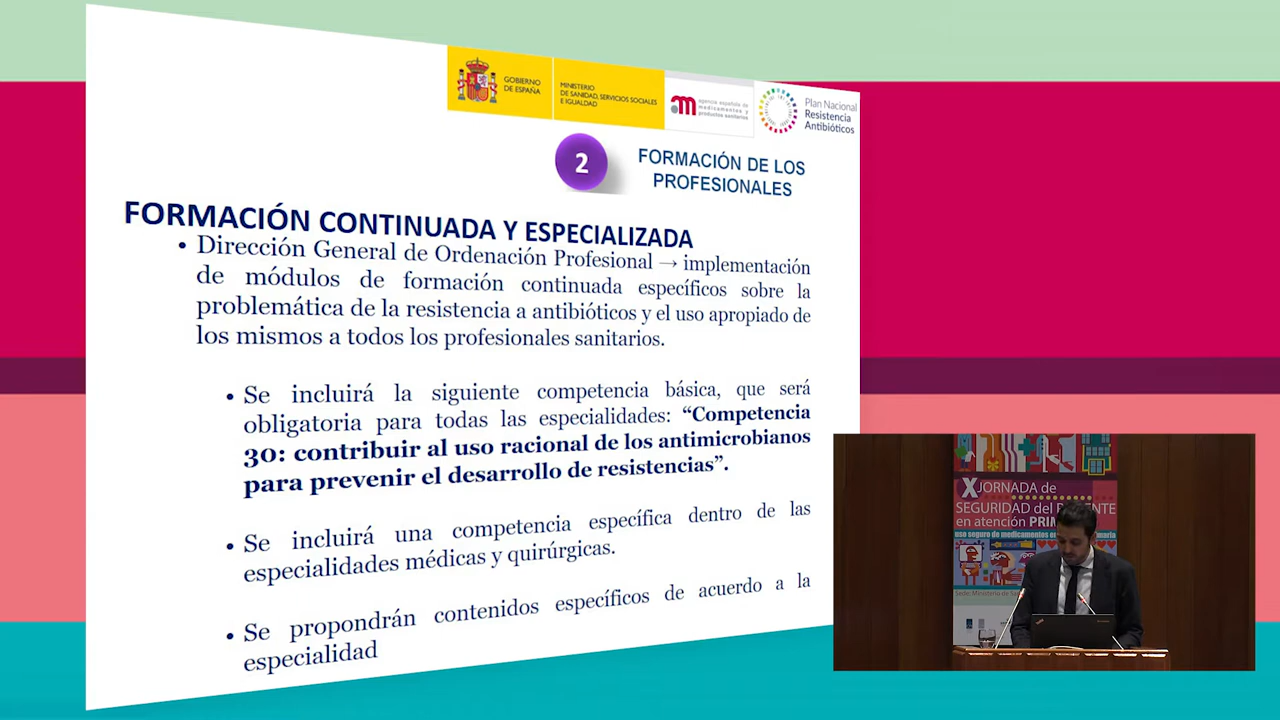 GOBIERNO
DE ESPAÑA
MINISTERIO
DE SANIDAD, SERVICIOS SOCIALES
E IGUALDAD
agencia española de
medicamentos y
productos sanitarios
Plan Nacional
Resistencia
Antibióticos
2
FORMACIÓN DE LOS
PROFESIONALES
FORMACIÓN CONTINUADA Y ESPECIALIZADA
• Dirección General de Ordenación Profesional → implementación
de módulos de formación continuada específicos sobre la
problemática de la resistencia a antibióticos y el uso apropiado de
los mismos a todos los profesionales sanitarios.
• Se incluirá la siguiente competencia básica, que será
obligatoria para todas las especialidades: “Competencia
30: contribuir al uso racional de los antimicrobianos
para prevenir el desarrollo de resistencias”.
• Se incluirá una competencia específica dentro de las
especialidades médicas y quirúrgicas.
• Se propondrán contenidos específicos de acuerdo a la
especialidad
X JORNADA de
SEGURIDAD del
en atención
uso seguro de medicamentos
Sede: Ministerio de